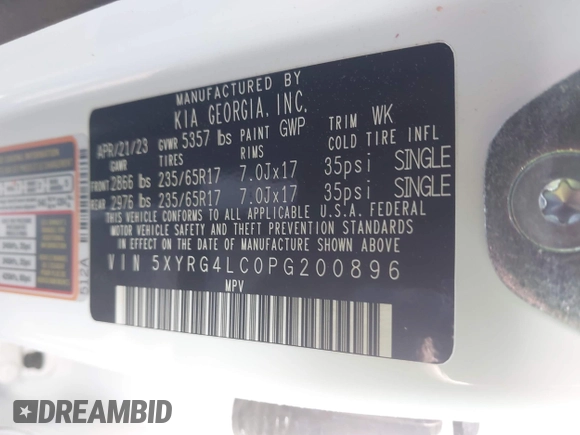 MANUFACTURED BY
KIA GEORGIA, INC.
APR/21/23 GVWR 5357 lbs PAINT GWP TRIM WK
GAWR TIRES RIMS COLD TIRE INFL
FRONT 2866 lbs 235/65R17 7.0Jx17 35psi SINGLE
REAR 2976 lbs 235/65R17 7.0Jx17 35psi SINGLE
THIS VEHICLE CONFORMS TO ALL APPLICABLE U.S.A. FEDERAL
MOTOR VEHICLE SAFETY, BUMPER, AND THEFT
PREVENTION STANDARDS IN EFFECT ON THE DATE OF
MANUFACTURE SHOWN ABOVE.
VIN 5XYRG4LC0PG200896
MPV
512A
DREAMBID